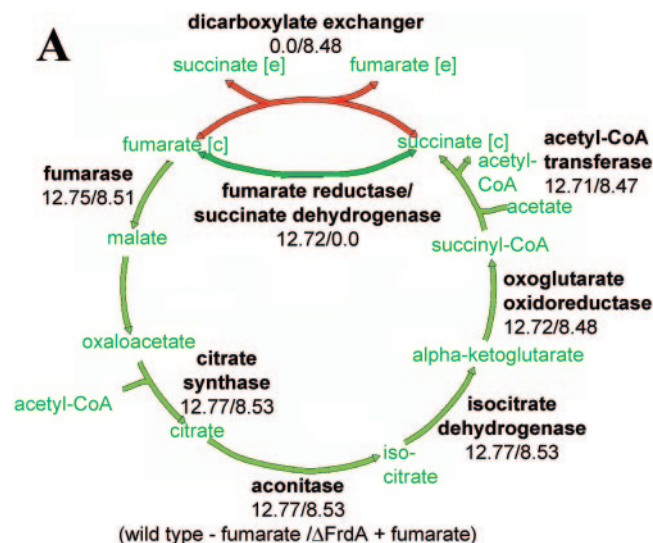 A
dicarboxylate exchanger
0.0/8.48
succinate [e]
fumarate [e]
fumarate [c]
succinate [c]
acetyl-CoA
transferase
12.71/8.47
acetyl-
CoA
acetate
fumarase
12.75/8.51
fumarate reductase/
succinate dehydrogenase
12.72/0.0
malate
succinyl-CoA
oxoglutarate
oxidoreductase
12.72/8.48
oxaloacetate
alpha-ketoglutarate
citrate
synthase
12.77/8.53
acetyl-CoA
citrate
isocitrate
dehydrogenase
12.77/8.53
iso-
citrate
aconitase
12.77/8.53
(wild type - fumarate /ΔFrdA + fumarate)